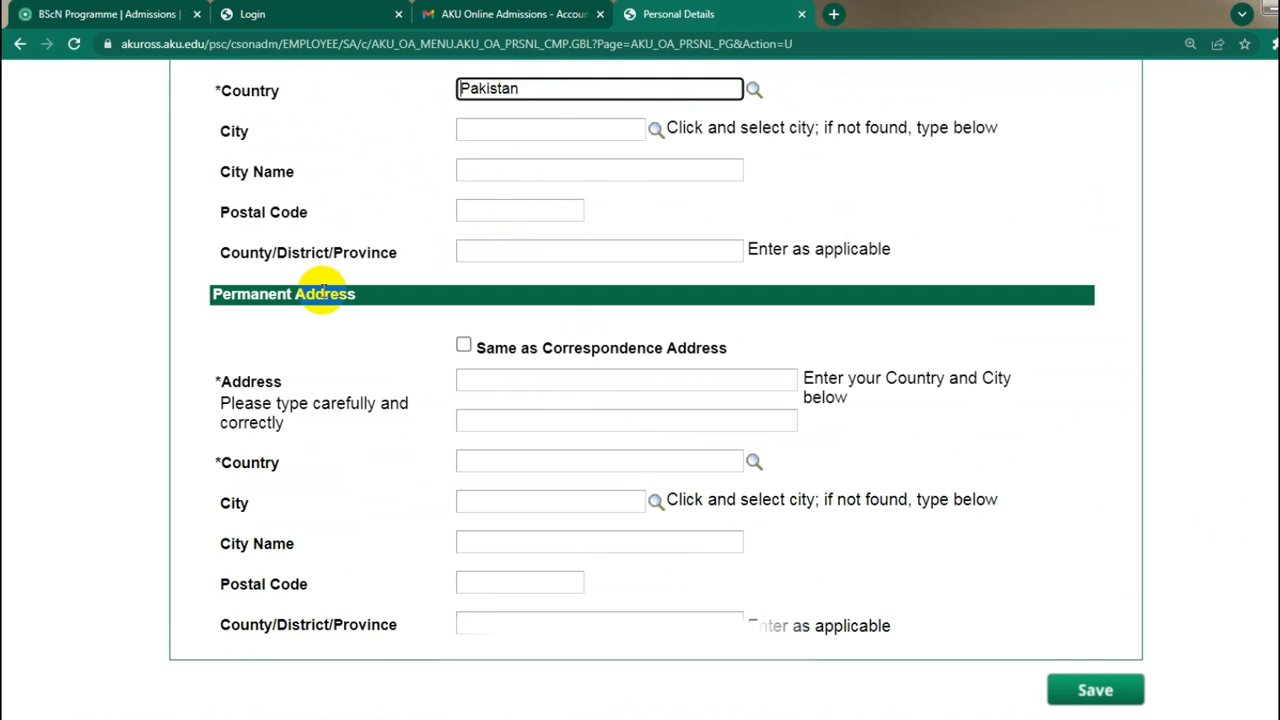 BScN Programme | Admissions |
Login
AKU Online Admissions - Accoun
Personal Details
akuross.aku.edu/psc/csonadm/EMPLOYEE/SA/c/AKU_OA_MENU.AKU_OA_PRSNL_CMP.GBL?Page=AKU_OA_PRSNL_PG&Action=U
*Country Pakistan
City Click and select city; if not found, type below
City Name
Postal Code
County/District/Province Enter as applicable
Permanent Address
Same as Correspondence Address
*Address Enter your Country and City
below
Please type carefully and
correctly
*Country
City Click and select city; if not found, type below
City Name
Postal Code
County/District/Province Enter as applicable
Save